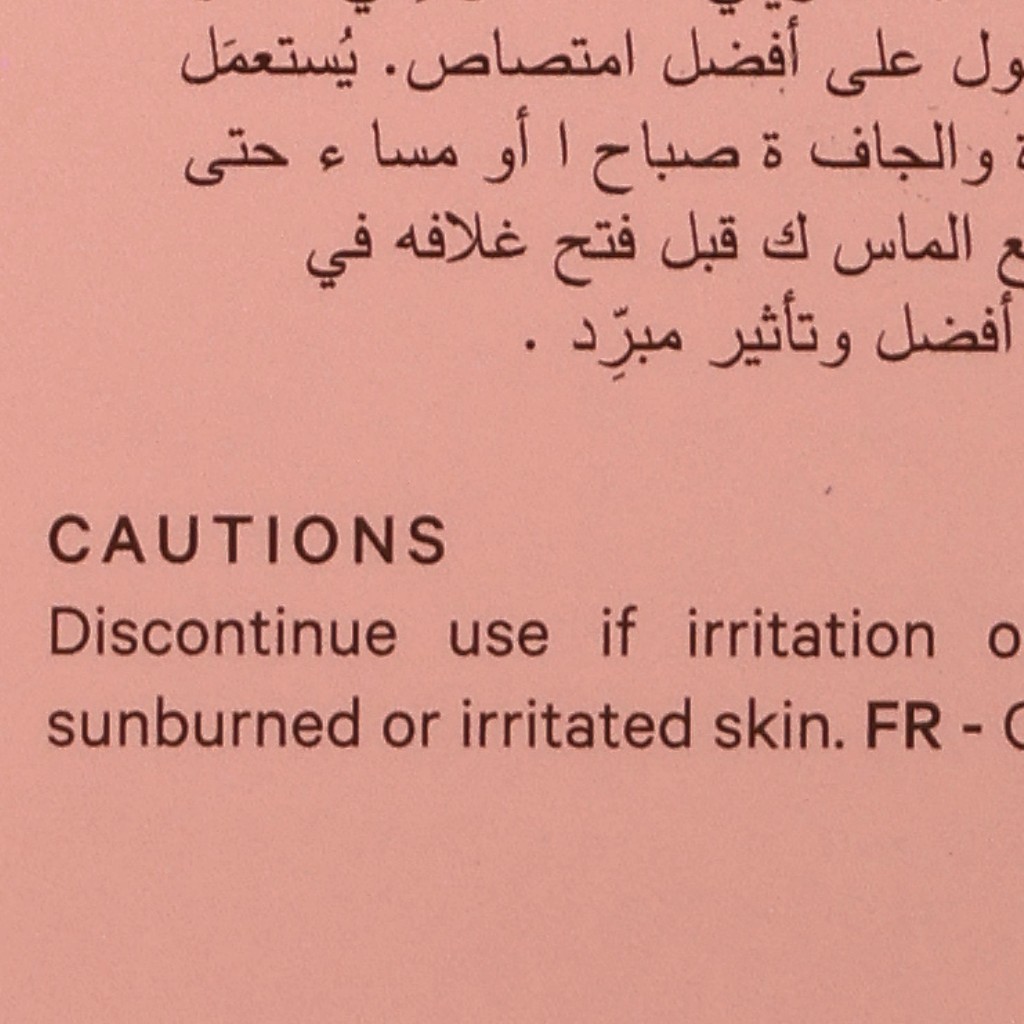 على أفضل امتصاص. يُستعمَل
والجاف ة صباح ا أو مسا ء حتى
الماس ك قبل فتح غلافه في
أفضل وتأثير مبرّد .
CAUTIONS
Discontinue use if irritation
sunburned or irritated skin. FR -